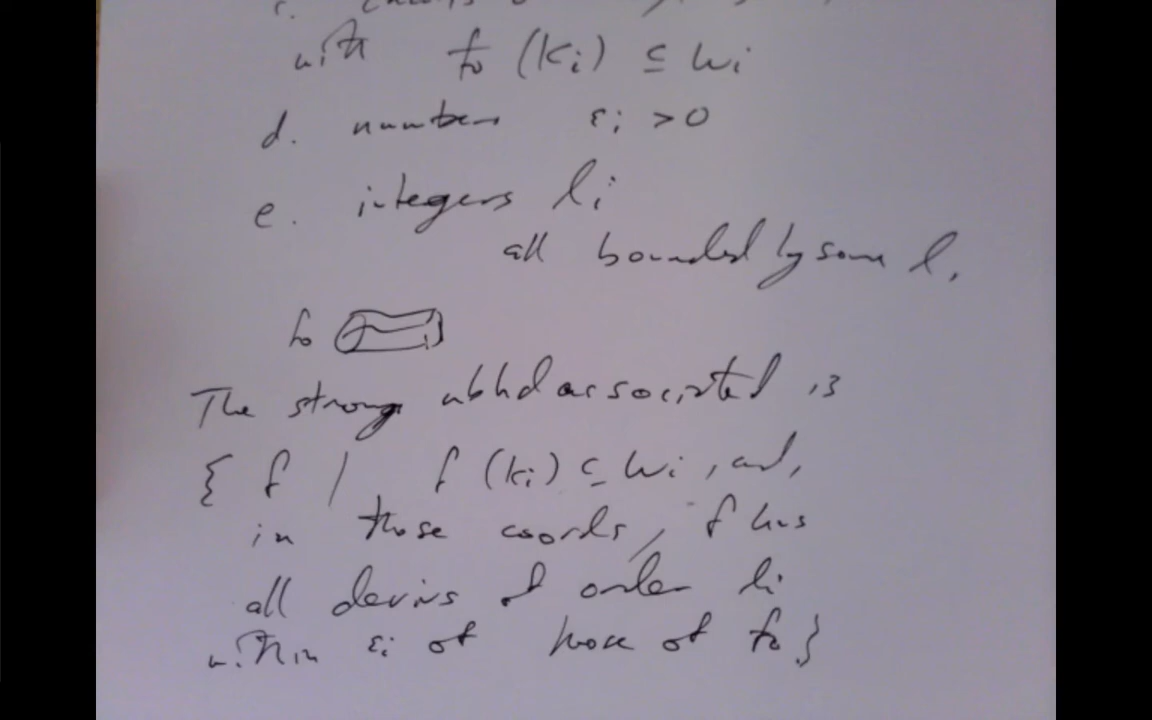 with f₀ (Kᵢ) ⊆ Wᵢ
d. numbers εᵢ > 0
e. integers lᵢ
all bounded by some l.
f₀
The strong nbhd associated is
{ f | f (Kᵢ) ⊆ Wᵢ, and,
in those coords, f has
all derivs of order lᵢ
within εᵢ of those of f₀ }